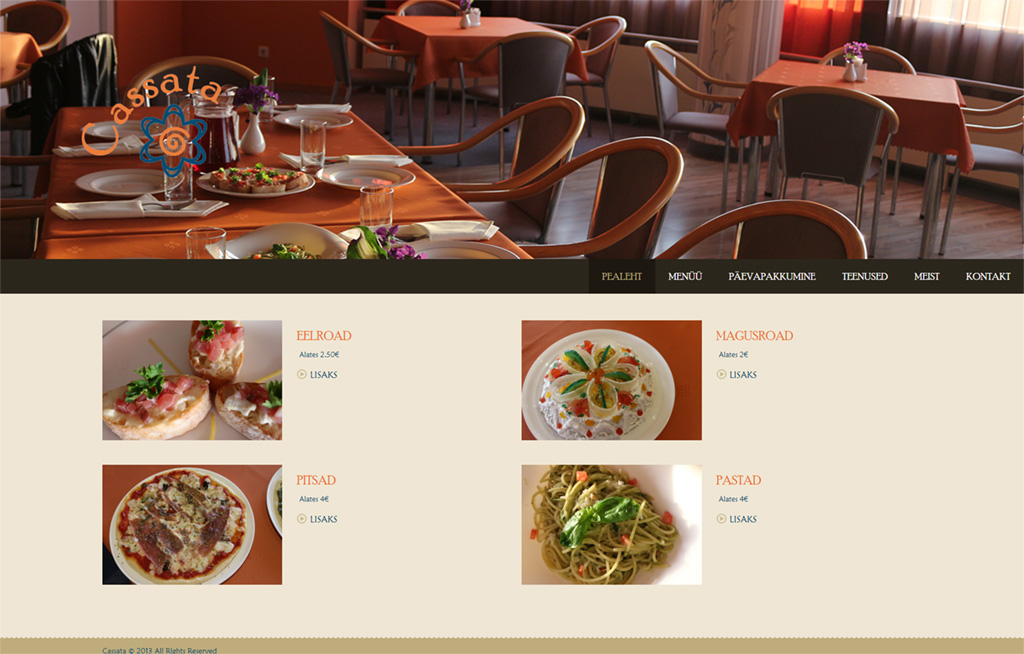 Cassata
PEALEHT MENÜÜ PÄEVAPAKKUMINE TEENUSED MEIST KONTAKT
EELROAD
Alates 2.50€
LISAKS
MAGUSROAD
Alates 2€
LISAKS
PITSAD
Alates 4€
LISAKS
PASTAD
Alates 4€
LISAKS
Cassata © 2013 All Rights Reserved